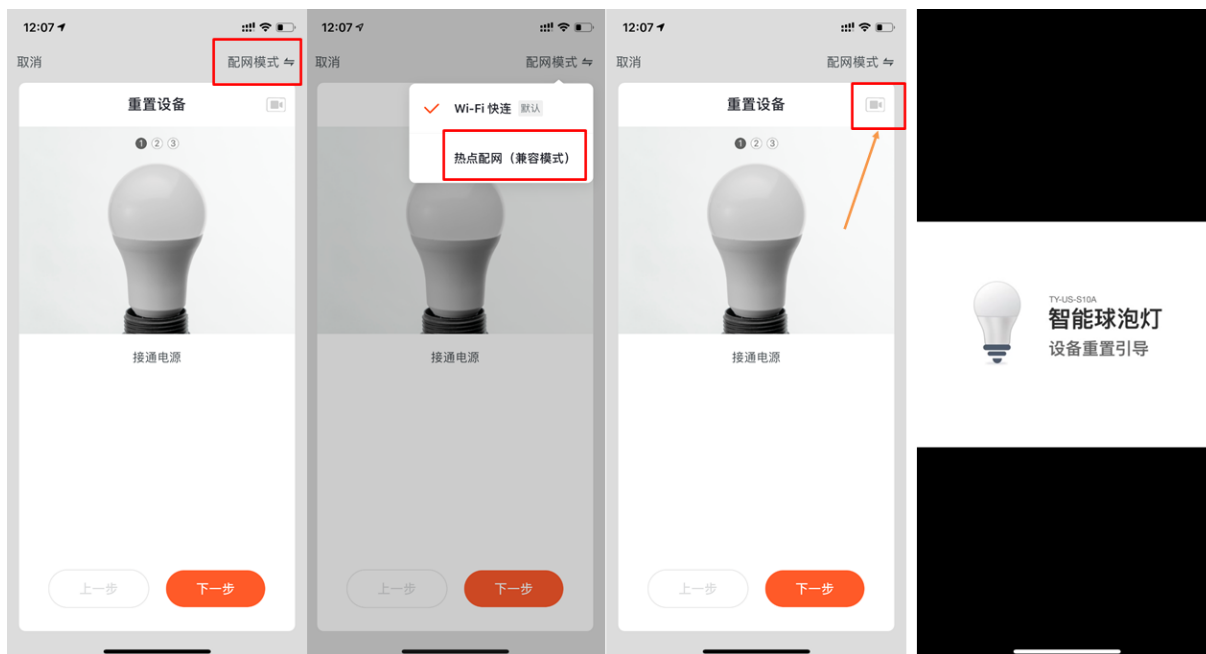 12:07
取消
配网模式
重置设备
1 2 3
接通电源
上一步
下一步
12:07
取消
配网模式
Wi-Fi 快连 默认
热点配网（兼容模式）
接通电源
上一步
下一步
12:07
取消
配网模式
重置设备
1 2 3
接通电源
上一步
下一步
TY-US-S10A
智能球泡灯
设备重置引导